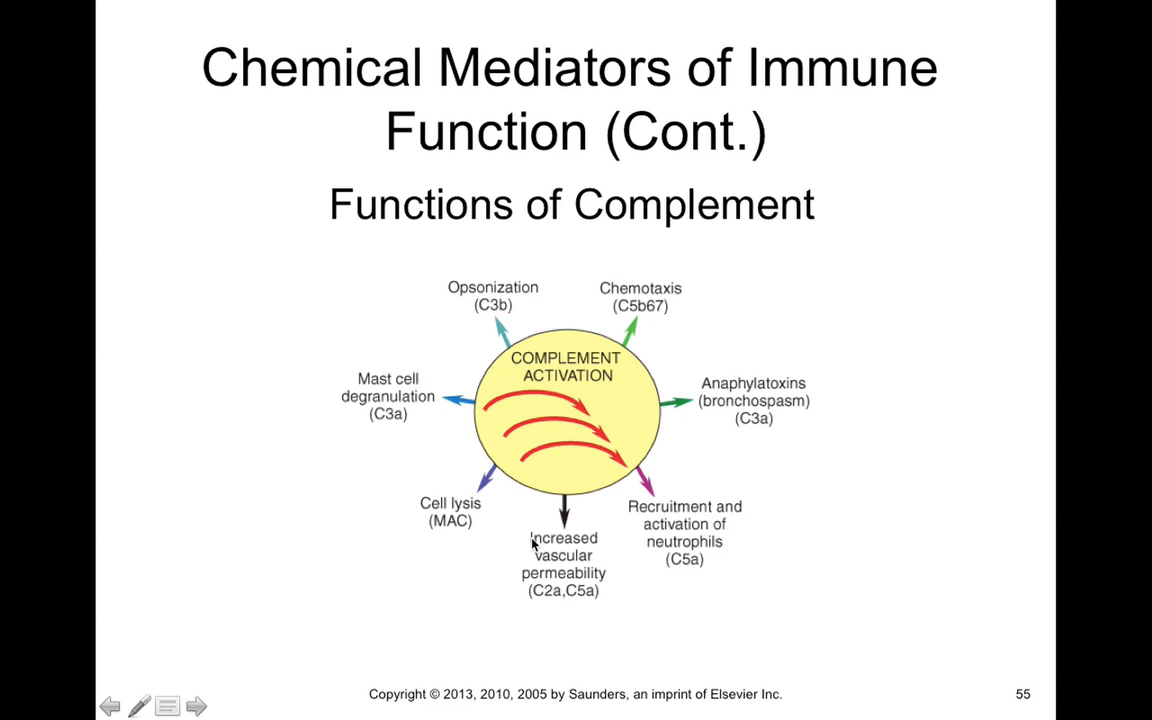 Chemical Mediators of Immune
Function (Cont.)
Functions of Complement
Opsonization
(C3b)
Chemotaxis
(C5b67)
COMPLEMENT
ACTIVATION
Mast cell
degranulation
(C3a)
Anaphylatoxins
(bronchospasm)
(C3a)
Cell lysis
(MAC)
Increased
vascular
permeability
(C2a,C5a)
Recruitment and
activation of
neutrophils
(C5a)
Copyright © 2013, 2010, 2005 by Saunders, an imprint of Elsevier Inc.
55